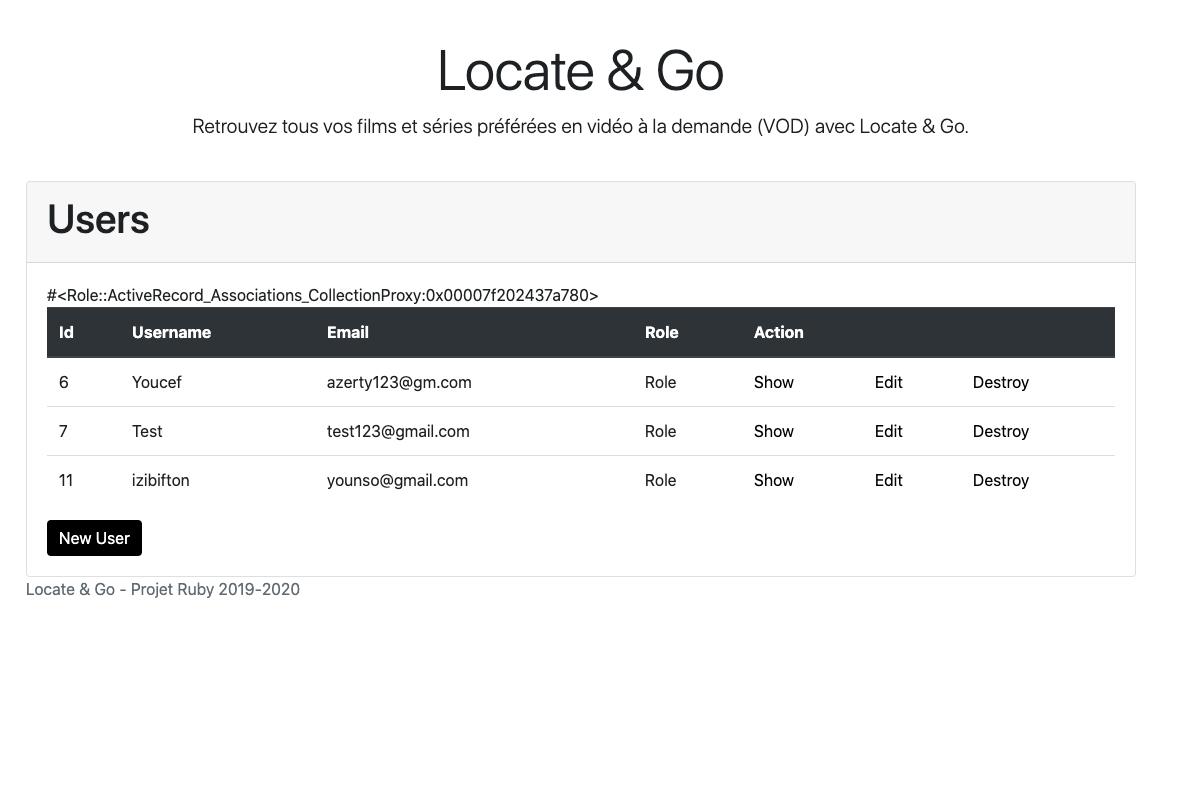 Locate & Go
Retrouvez tous vos films et séries préférées en vidéo à la demande (VOD) avec Locate & Go.
Users
#<Role::ActiveRecord_Associations_CollectionProxy:0x00007f202437a780>
Id Username Email Role Action
6 Youcef azerty123@gm.com Role Show Edit Destroy
7 Test test123@gmail.com Role Show Edit Destroy
11 izibifton younso@gmail.com Role Show Edit Destroy
New User
Locate & Go - Projet Ruby 2019-2020